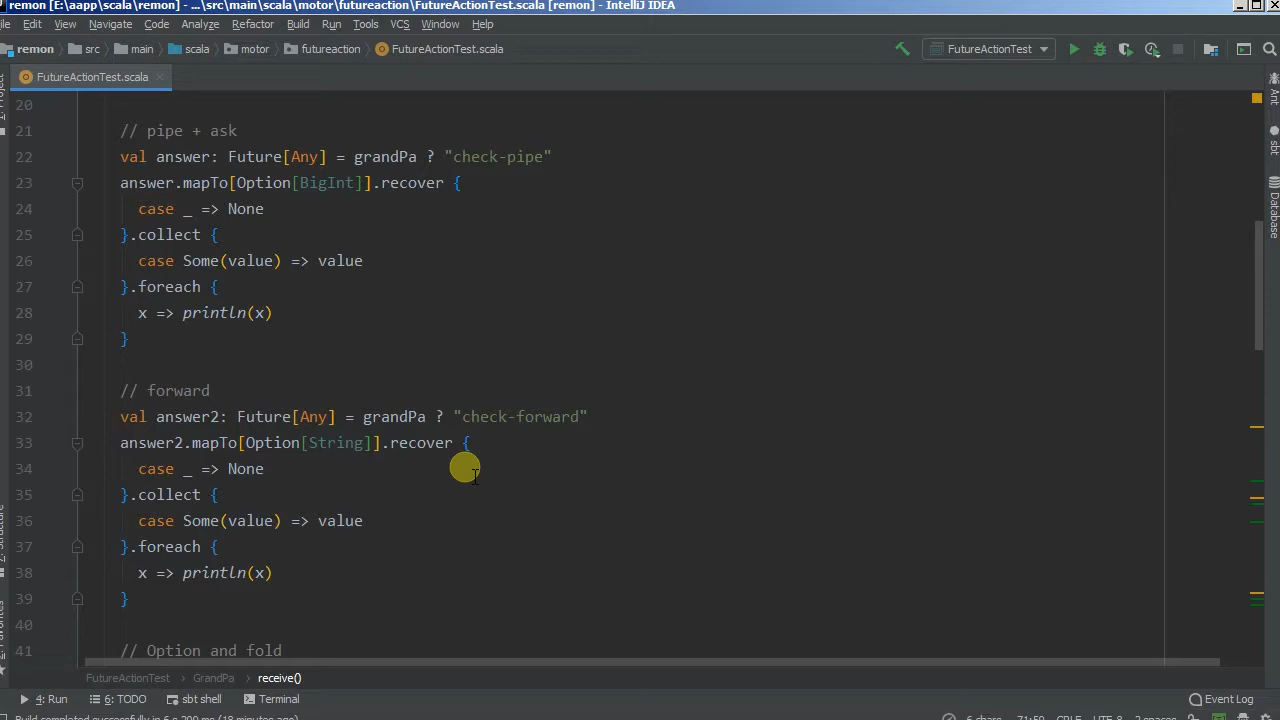 remon [E:\aapp\scala\remon] - ...\src\main\scala\motor\futureaction\FutureActionTest.scala [remon] - IntelliJ IDEA
Edit View Navigate Code Analyze Refactor Build Run Tools VCS Window Help
remon src main scala motor futureaction FutureActionTest.scala FutureActionTest
FutureActionTest.scala
20
21 // pipe + ask
22 val answer: Future[Any] = grandPa ? "check-pipe"
23 answer.mapTo[Option[BigInt]].recover {
24 case _ => None
25 }.collect {
26 case Some(value) => value
27 }.foreach {
28 x => println(x)
29 }
30
31 // forward
32 val answer2: Future[Any] = grandPa ? "check-forward"
33 answer2.mapTo[Option[String]].recover {
34 case _ => None
35 }.collect {
36 case Some(value) => value
37 }.foreach {
38 x => println(x)
39 }
40
41 // Option and fold
Ant
sbt
Database
FutureActionTest GrandPa receive()
4: Run 6: TODO sbt shell Terminal Event Log